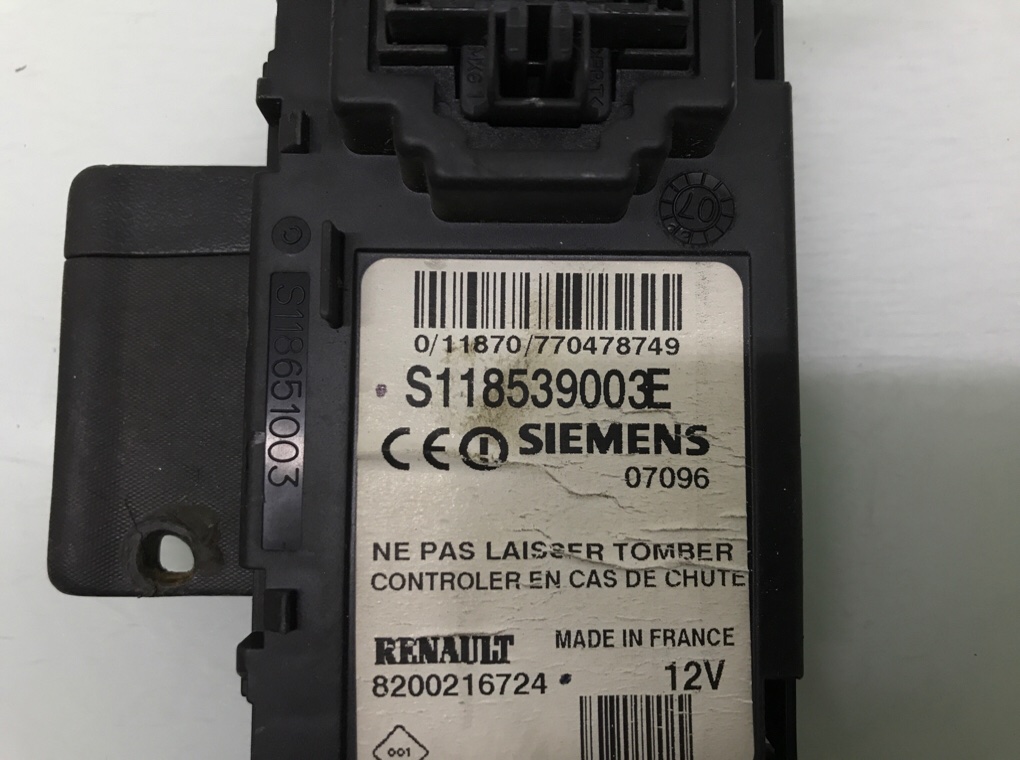 07
S118651003
0/11870/770478749
S118539003E
CE
SIEMENS
07096
NE PAS LAISSER TOMBER
CONTROLER EN CAS DE CHUTE
RENAULT
MADE IN FRANCE
8200216724
12V
001